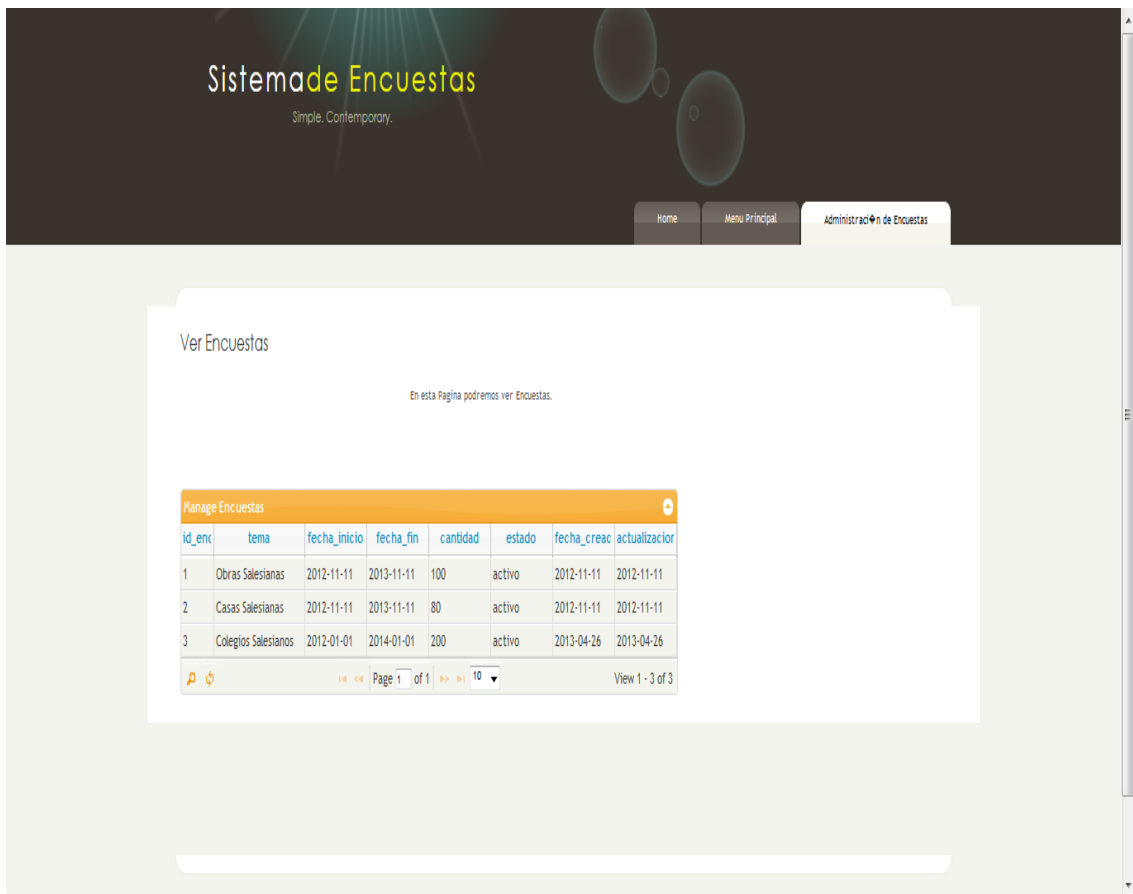 Sistemade Encuestas
Simple. Contemporary.
Home Menu Principal Administraci�n de Encuestas
Ver Encuestas
En esta Pagina podremos ver Encuestas.
Manage Encuestas
id_enc tema fecha_inicio fecha_fin cantidad estado fecha_creac actualizacior
1 Obras Salesianas 2012-11-11 2013-11-11 100 activo 2012-11-11 2012-11-11
2 Casas Salesianas 2012-11-11 2013-11-11 80 activo 2012-11-11 2012-11-11
3 Colegios Salesianos 2012-01-01 2014-01-01 200 activo 2013-04-26 2013-04-26
Page 1 of 1 10 View 1 - 3 of 3